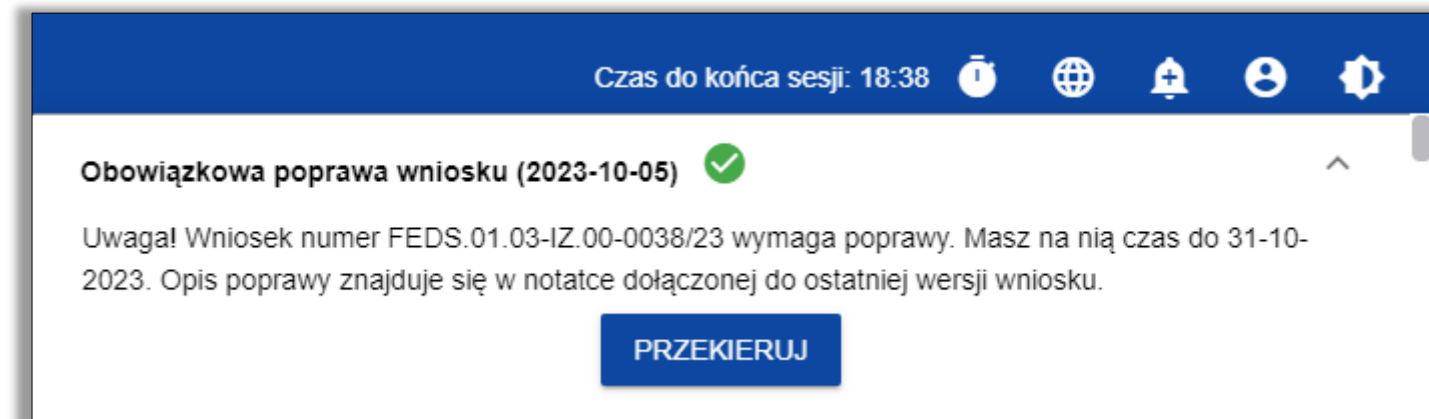 Czas do końca sesji: 18:38
Obowiązkowa poprawa wniosku (2023-10-05)
Uwaga! Wniosek numer FEDS.01.03-IZ.00-0038/23 wymaga poprawy. Masz na nią czas do 31-10-
2023. Opis poprawy znajduje się w notatce dołączonej do ostatniej wersji wniosku.
PRZEKIERUJ